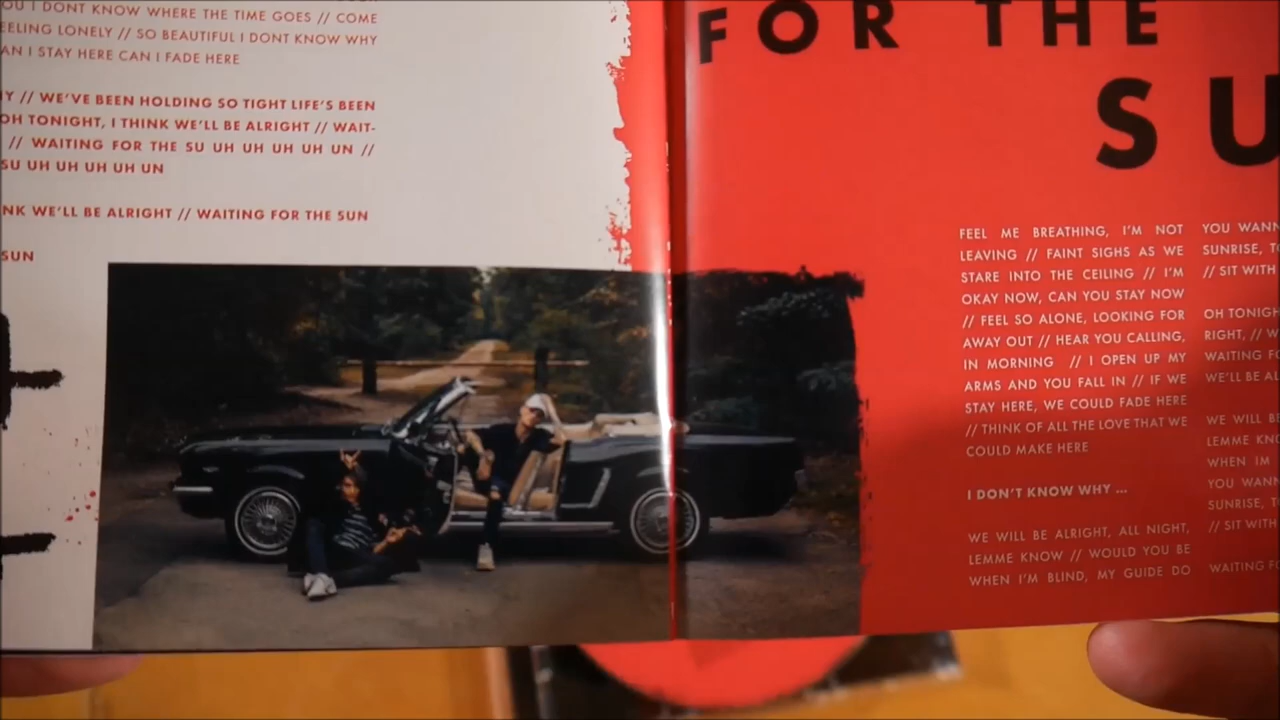 OU I DONT KNOW WHERE THE TIME GOES // COME
EELING LONELY // SO BEAUTIFUL I DONT KNOW WHY
AN I STAY HERE CAN I FADE HERE
Y // WE'VE BEEN HOLDING SO TIGHT LIFE'S BEEN
OH TONIGHT, I THINK WE'LL BE ALRIGHT // WAIT-
// WAITING FOR THE SU UH UH UH UH UN //
SU UH UH UH UH UN
NK WE'LL BE ALRIGHT // WAITING FOR THE SUN
SUN
FOR THE
SU
FEEL ME BREATHING, I'M NOT
LEAVING // FAINT SIGHS AS WE
STARE INTO THE CEILING // I'M
OKAY NOW, CAN YOU STAY NOW
// FEEL SO ALONE, LOOKING FOR
AWAY OUT // HEAR YOU CALLING,
IN MORNING // I OPEN UP MY
ARMS AND YOU FALL IN // IF WE
STAY HERE, WE COULD FADE HERE
// THINK OF ALL THE LOVE THAT WE
COULD MAKE HERE
I DON'T KNOW WHY ...
WE WILL BE ALRIGHT, ALL NIGHT,
LEMME KNOW // WOULD YOU BE
WHEN I'M BLIND, MY GUIDE DO
YOU WANN
SUNRISE, T
// SIT WITH
OH TONIGH
RIGHT, // W
WAITING FO
WE'LL BE AL
WE WILL B
LEMME KNO
WHEN IM
YOU WANN
SUNRISE, T
// SIT WITH
WAITING FO